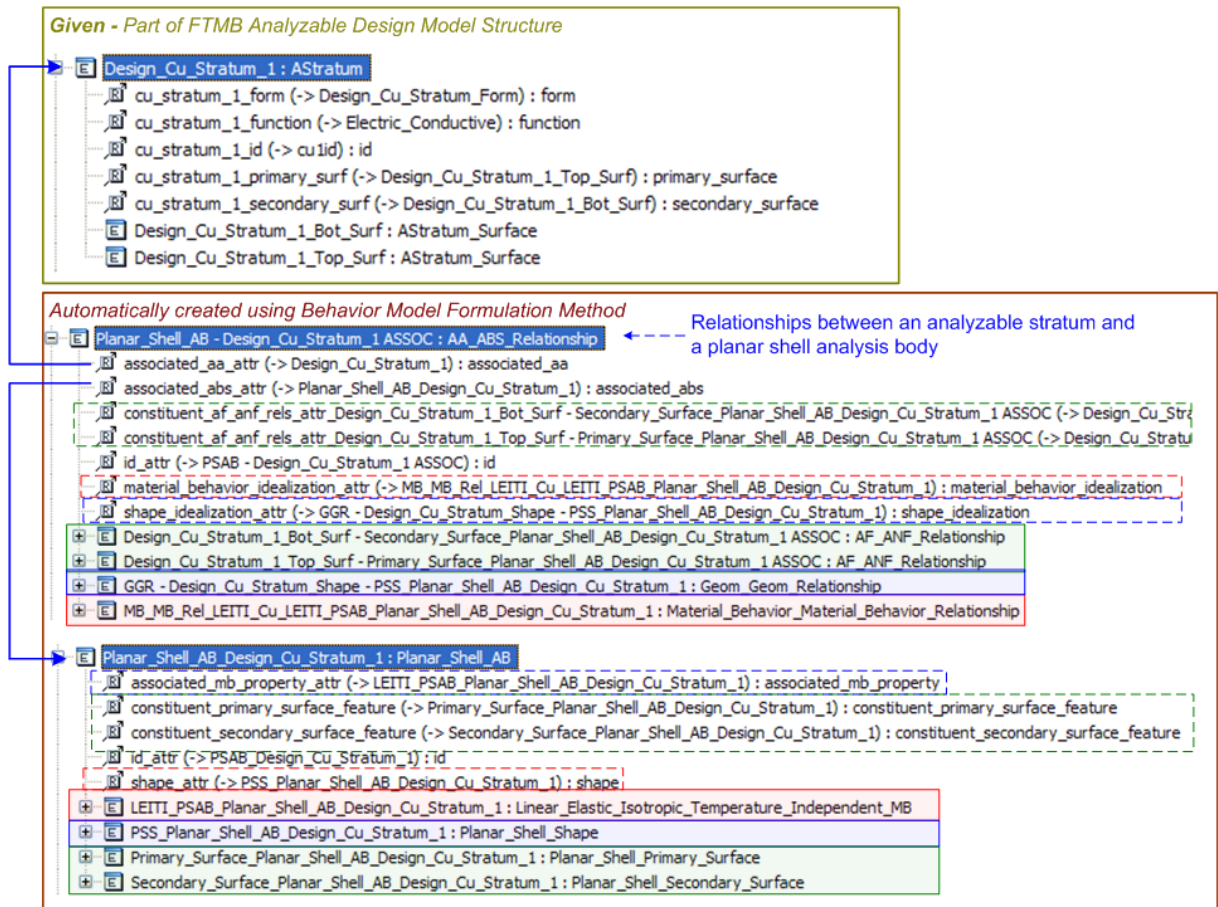 Given - Part of FTMB Analyzable Design Model Structure
Design_Cu_Stratum_1 : AStratum
cu_stratum_1_form (-> Design_Cu_Stratum_Form) : form
cu_stratum_1_function (-> Electric_Conductive) : function
cu_stratum_1_id (-> cu1id) : id
cu_stratum_1_primary_surf (-> Design_Cu_Stratum_1_Top_Surf) : primary_surface
cu_stratum_1_secondary_surf (-> Design_Cu_Stratum_1_Bot_Surf) : secondary_surface
Design_Cu_Stratum_1_Bot_Surf : AStratum_Surface
Design_Cu_Stratum_1_Top_Surf : AStratum_Surface
Automatically created using Behavior Model Formulation Method
Planar_Shell_AB - Design_Cu_Stratum_1 ASSOC : AA_ABS_Relationship
Relationships between an analyzable stratum and
a planar shell analysis body
associated_aa_attr (-> Design_Cu_Stratum_1) : associated_aa
associated_abs_attr (-> Planar_Shell_AB_Design_Cu_Stratum_1) : associated_abs
constituent_af_anf_rels_attr_Design_Cu_Stratum_1_Bot_Surf - Secondary_Surface_Planar_Shell_AB_Design_Cu_Stratum_1 ASSOC (-> Design_Cu_Stra
constituent_af_anf_rels_attr_Design_Cu_Stratum_1_Top_Surf - Primary_Surface_Planar_Shell_AB_Design_Cu_Stratum_1 ASSOC (-> Design_Cu_Stratu
id_attr (-> PSAB - Design_Cu_Stratum_1 ASSOC) : id
material_behavior_idealization_attr (-> MB_MB_Rel_LEITI_Cu_LEITI_PSAB_Planar_Shell_AB_Design_Cu_Stratum_1) : material_behavior_idealization
shape_idealization_attr (-> GGR - Design_Cu_Stratum_Shape - PSS_Planar_Shell_AB_Design_Cu_Stratum_1) : shape_idealization
Design_Cu_Stratum_1_Bot_Surf - Secondary_Surface_Planar_Shell_AB_Design_Cu_Stratum_1 ASSOC : AF_ANF_Relationship
Design_Cu_Stratum_1_Top_Surf - Primary_Surface_Planar_Shell_AB_Design_Cu_Stratum_1 ASSOC : AF_ANF_Relationship
GGR - Design_Cu_Stratum_Shape - PSS_Planar_Shell_AB_Design_Cu_Stratum_1 : Geom_Geom_Relationship
MB_MB_Rel_LEITI_Cu_LEITI_PSAB_Planar_Shell_AB_Design_Cu_Stratum_1 : Material_Behavior_Material_Behavior_Relationship
Planar_Shell_AB_Design_Cu_Stratum_1 : Planar_Shell_AB
associated_mb_property_attr (-> LEITI_PSAB_Planar_Shell_AB_Design_Cu_Stratum_1) : associated_mb_property
constituent_primary_surface_feature (-> Primary_Surface_Planar_Shell_AB_Design_Cu_Stratum_1) : constituent_primary_surface_feature
constituent_secondary_surface_feature (-> Secondary_Surface_Planar_Shell_AB_Design_Cu_Stratum_1) : constituent_secondary_surface_feature
id_attr (-> PSAB_Design_Cu_Stratum_1) : id
shape_attr (-> PSS_Planar_Shell_AB_Design_Cu_Stratum_1) : shape
LEITI_PSAB_Planar_Shell_AB_Design_Cu_Stratum_1 : Linear_Elastic_Isotropic_Temperature_Independent_MB
PSS_Planar_Shell_AB_Design_Cu_Stratum_1 : Planar_Shell_Shape
Primary_Surface_Planar_Shell_AB_Design_Cu_Stratum_1 : Planar_Shell_Primary_Surface
Secondary_Surface_Planar_Shell_AB_Design_Cu_Stratum_1 : Planar_Shell_Secondary_Surface